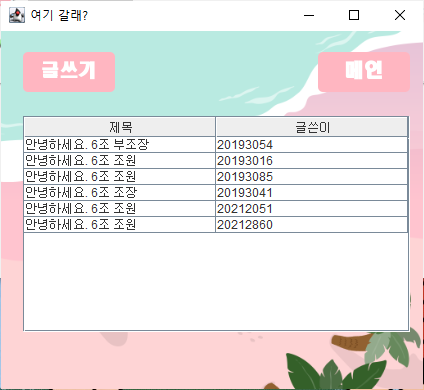 여기 갈래?
글쓰기 메인
제목 글쓴이
안녕하세요. 6조 부조장 20193054
안녕하세요. 6조 조원 20193016
안녕하세요. 6조 조원 20193085
안녕하세요. 6조 조장 20193041
안녕하세요. 6조 조원 20212051
안녕하세요. 6조 조원 20212860